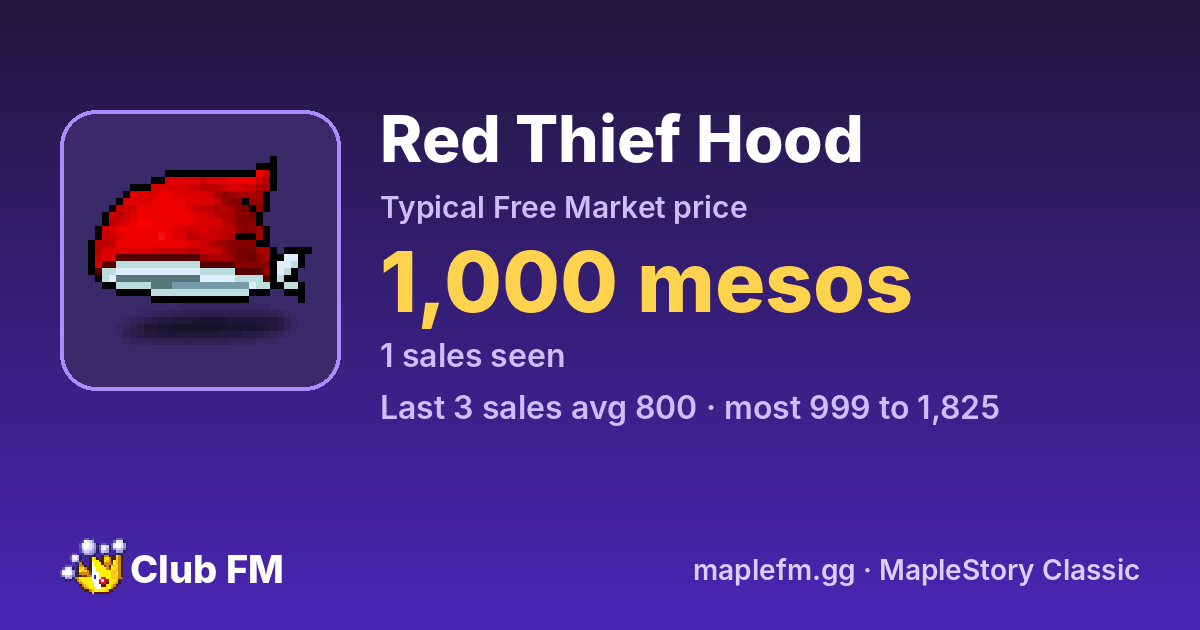 Red Thief Hood
Typical Free Market price
1,000 mesos
1 sales seen
Last 3 sales avg 800 · most 999 to 1,825
Club FM
maplefm.gg · MapleStory Classic